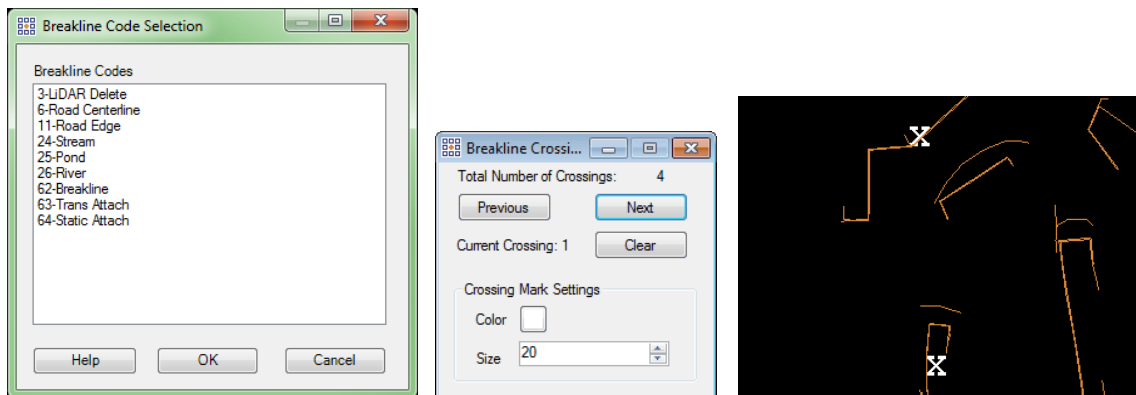 Breakline Code Selection
Breakline Codes
3-LiDAR Delete
6-Road Centerline
11-Road Edge
24-Stream
25-Pond
26-River
62-Breakline
63-Trans Attach
64-Static Attach
Help OK Cancel
Breakline Crossi...
Total Number of Crossings: 4
Previous Next
Current Crossing: 1 Clear
Crossing Mark Settings
Color
Size 20
X
X